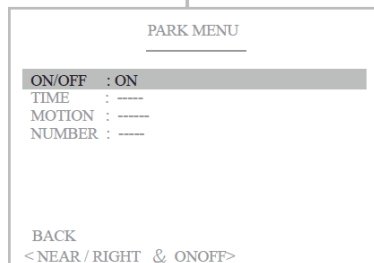 PARK MENU
ON/OFF : ON
TIME : -----
MOTION : ------
NUMBER : -----
BACK
< NEAR / RIGHT & ONOFF>